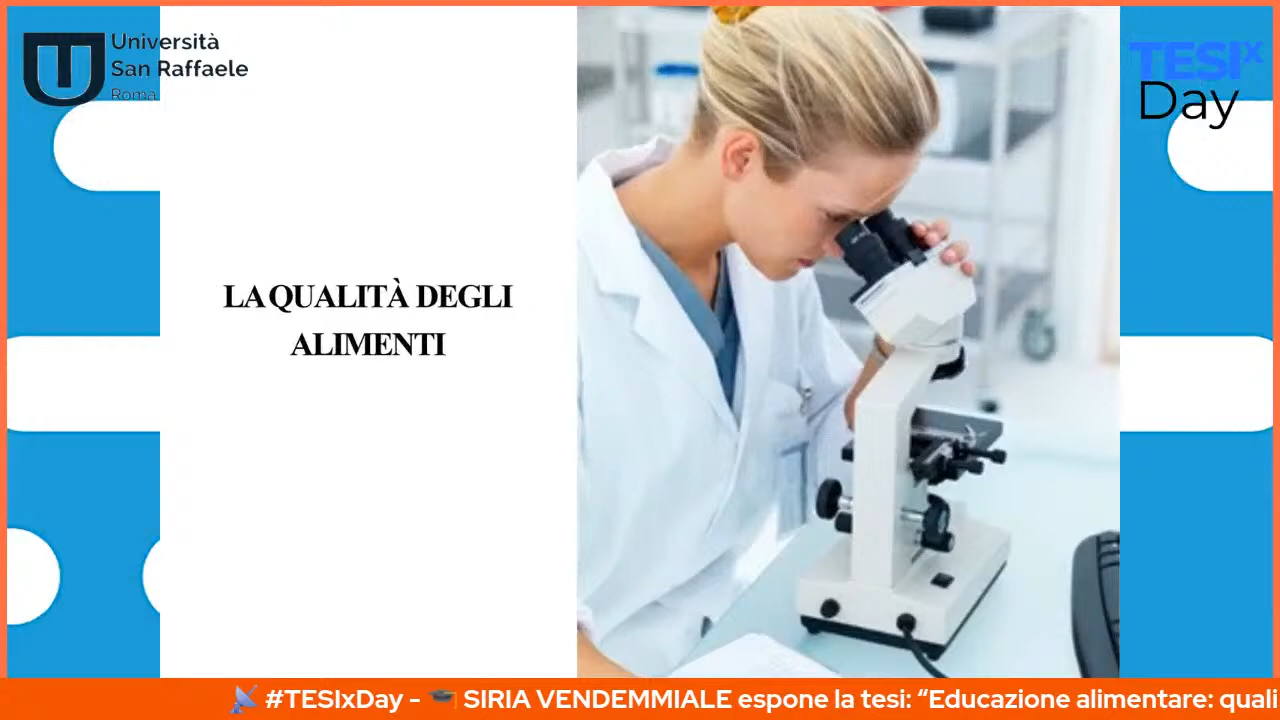 Università
San Raffaele
Roma
TESIx
Day
LA QUALITÀ DEGLI
ALIMENTI
#TESIxDay - SIRIA VENDEMMIALE espone la tesi: “Educazione alimentare: quali